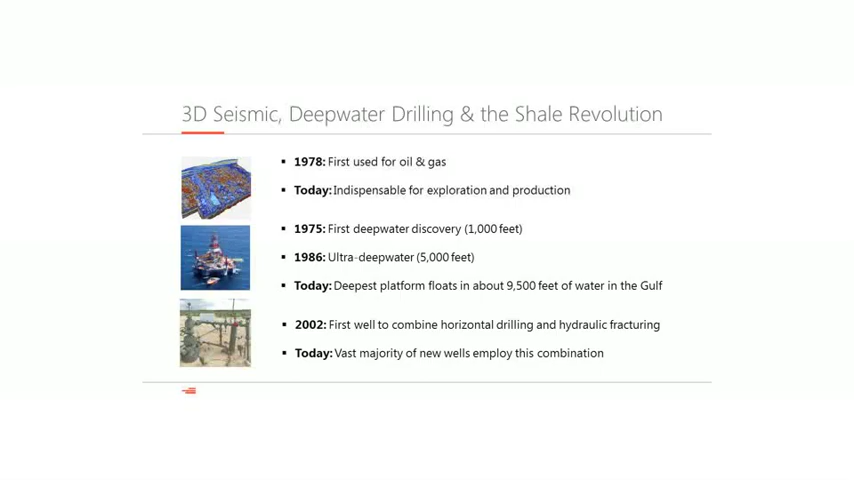 3D Seismic, Deepwater Drilling & the Shale Revolution
▪ 1978: First used for oil & gas
▪ Today: Indispensable for exploration and production
▪ 1975: First deepwater discovery (1,000 feet)
▪ 1986: Ultra-deepwater (5,000 feet)
▪ Today: Deepest platform floats in about 9,500 feet of water in the Gulf
▪ 2002: First well to combine horizontal drilling and hydraulic fracturing
▪ Today: Vast majority of new wells employ this combination